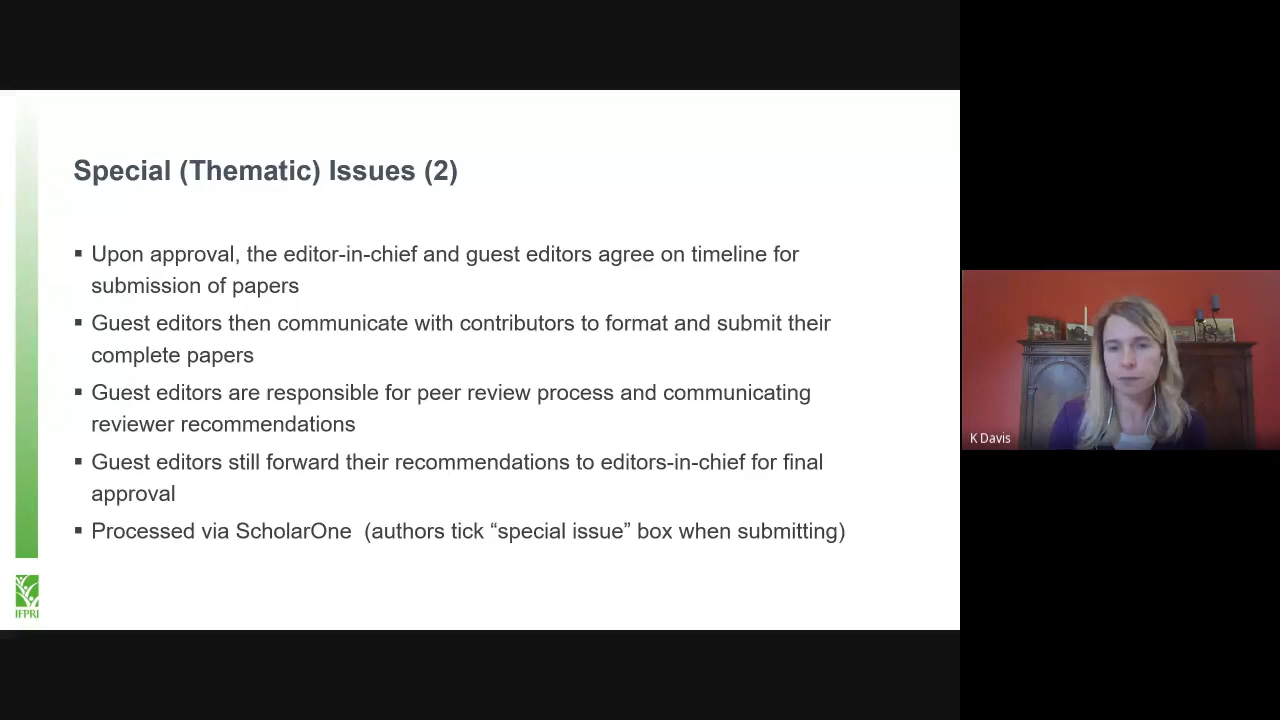 Special (Thematic) Issues (2)
▪ Upon approval, the editor-in-chief and guest editors agree on timeline for
submission of papers
▪ Guest editors then communicate with contributors to format and submit their
complete papers
▪ Guest editors are responsible for peer review process and communicating
reviewer recommendations
▪ Guest editors still forward their recommendations to editors-in-chief for final
approval
▪ Processed via ScholarOne  (authors tick “special issue” box when submitting)
IFPRI
K Davis